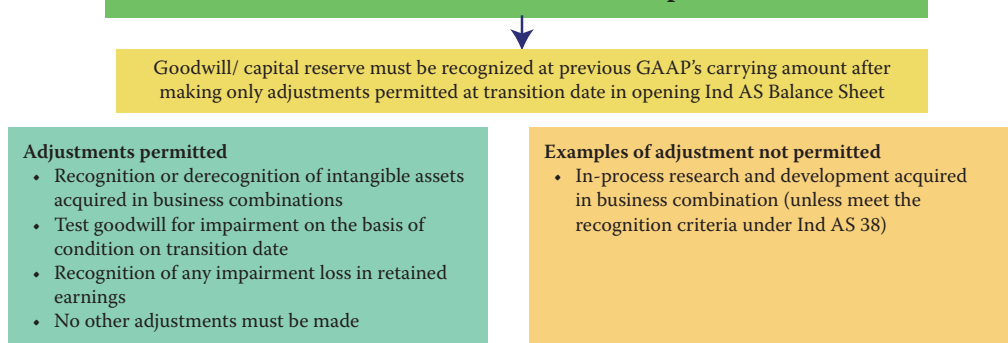 Goodwill/ capital reserve must be recognized at previous GAAP's carrying amount after
making only adjustments permitted at transition date in opening Ind AS Balance Sheet
Adjustments permitted
• Recognition or derecognition of intangible assets
acquired in business combinations
• Test goodwill for impairment on the basis of
condition on transition date
• Recognition of any impairment loss in retained
earnings
• No other adjustments must be made
Examples of adjustment not permitted
• In-process research and development acquired
in business combination (unless meet the
recognition criteria under Ind AS 38)